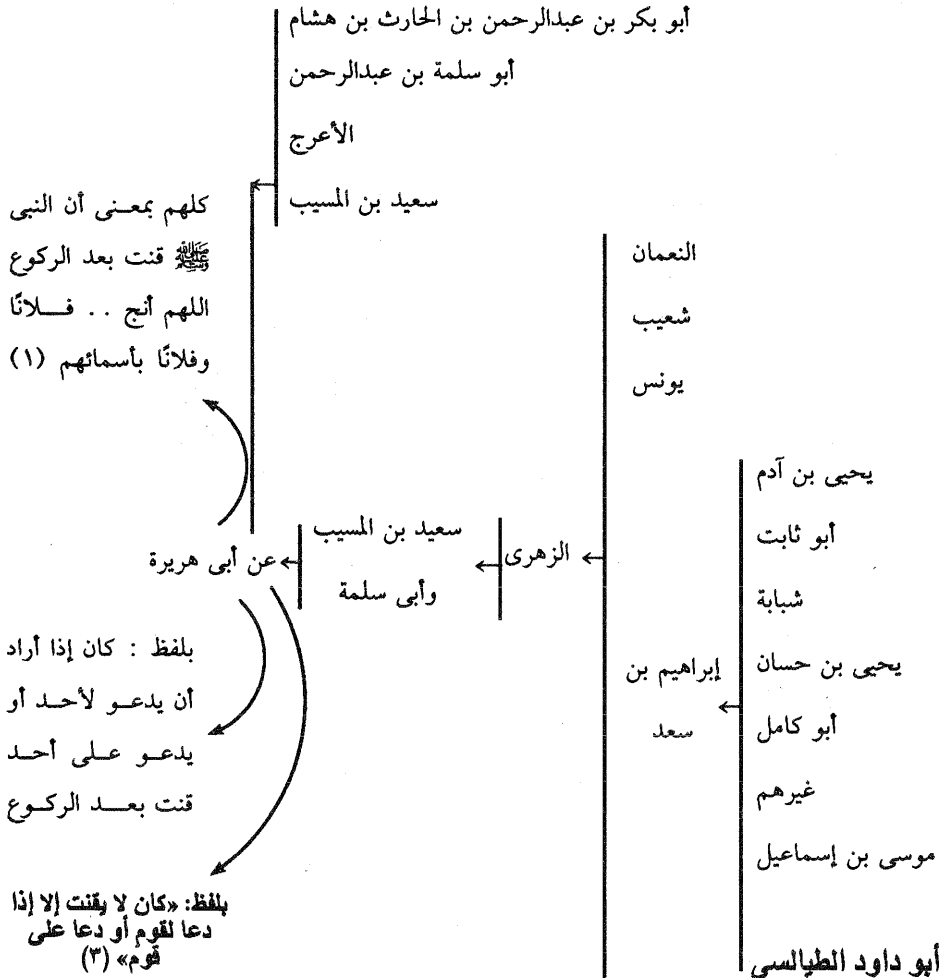 أبو بكر بن عبدالرحمن بن الحارث بن هشام
أبو سلمة بن عبدالرحمن
الأعرج
سعيد بن المسيب
كلهم بمعنى أن النبى
ﷺ قنت بعد الركوع
اللهم أنج . . فلانًا
وفلانًا بأسمائهم (١)
النعمان
شعيب
يونس
يحيى بن آدم
أبو ثابت
شبابة
يحيى بن حسان
أبو كامل
غيرهم
موسى بن إسماعيل
أبو داود الطيالسي
إبراهيم بن
سعد
الزهرى
سعيد بن المسيب
وأبى سلمة
عن أبى هريرة
بلفظ : كان إذا أراد
أن يدعو لأحد أو
يدعو على أحد
قنت بعد الركوع
بلفظ: «كان لا يقنت إلا إذا
دعا لقومٍ أو دعا على
قوم» (٣)